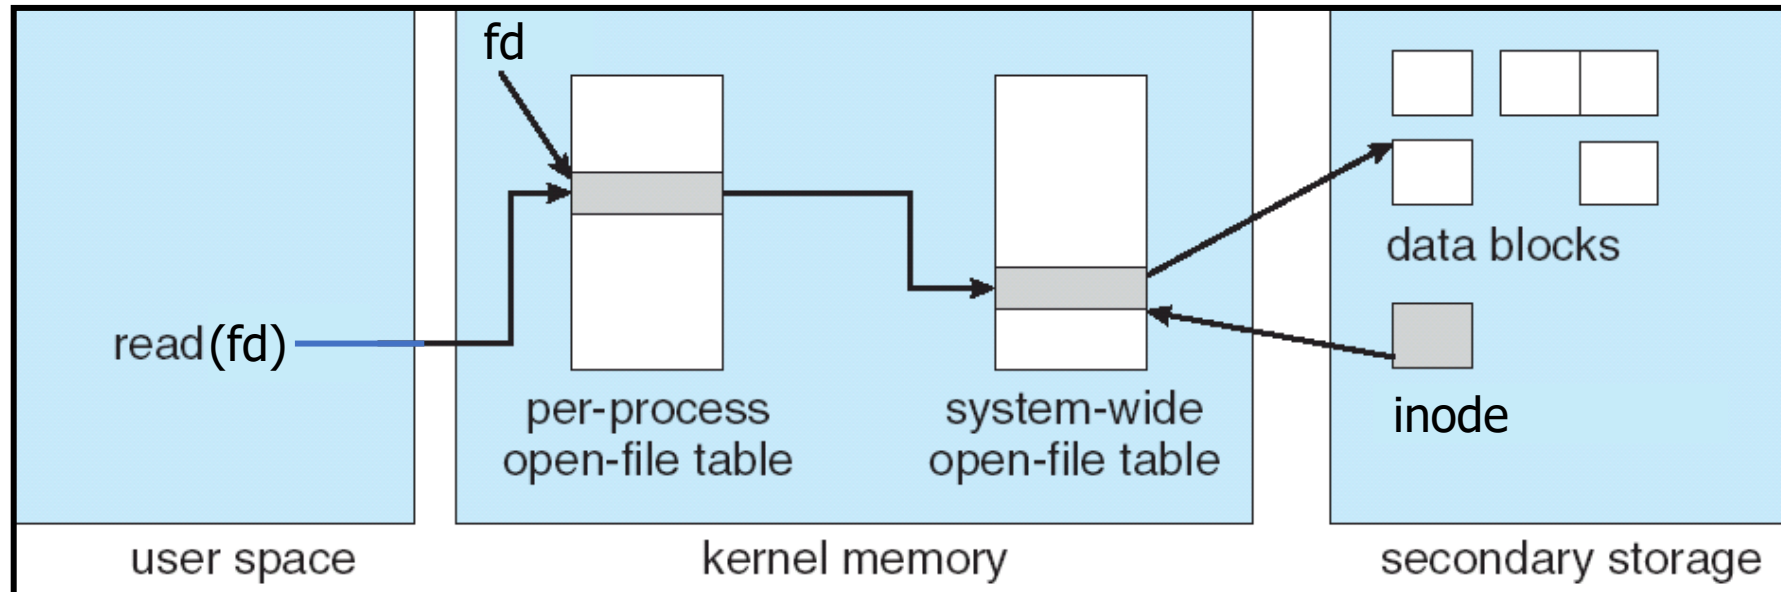 fd
data blocks
read(fd)
per-process
open-file table
system-wide
open-file table
inode
user space
kernel memory
secondary storage